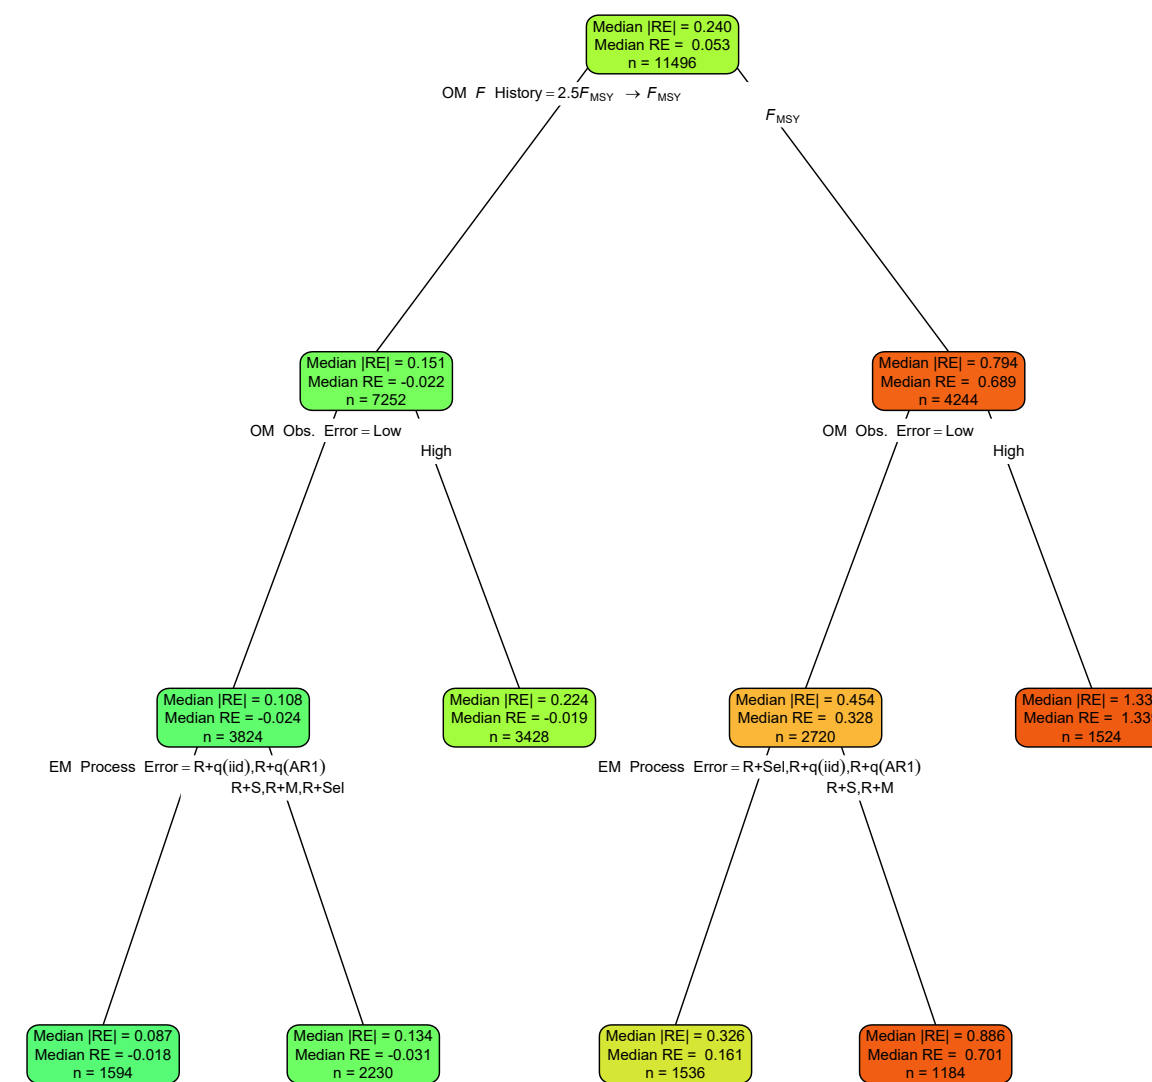 Median |RE| = 0.240
Median RE = 0.053
n = 11496
OM F History = 2.5FMSY → FMSY
FMSY
Median |RE| = 0.151
Median RE = -0.022
n = 7252
Median |RE| = 0.794
Median RE = 0.689
n = 4244
OM Obs. Error = Low
High
OM Obs. Error = Low
High
Median |RE| = 0.108
Median RE = -0.024
n = 3824
Median |RE| = 0.224
Median RE = -0.019
n = 3428
Median |RE| = 0.454
Median RE = 0.328
n = 2720
Median |RE| =
Median RE =
n = 1524
EM Process Error = R+q(iid),R+q(AR1)
R+S,R+M,R+Sel
EM Process Error = R+Sel,R+q(iid),R+q(AR1)
R+S,R+M
Median |RE| = 0.087
Median RE = -0.018
n = 1594
Median |RE| = 0.134
Median RE = -0.031
n = 2230
Median |RE| = 0.326
Median RE = 0.161
n = 1536
Median |RE| = 0.886
Median RE = 0.701
n = 1184